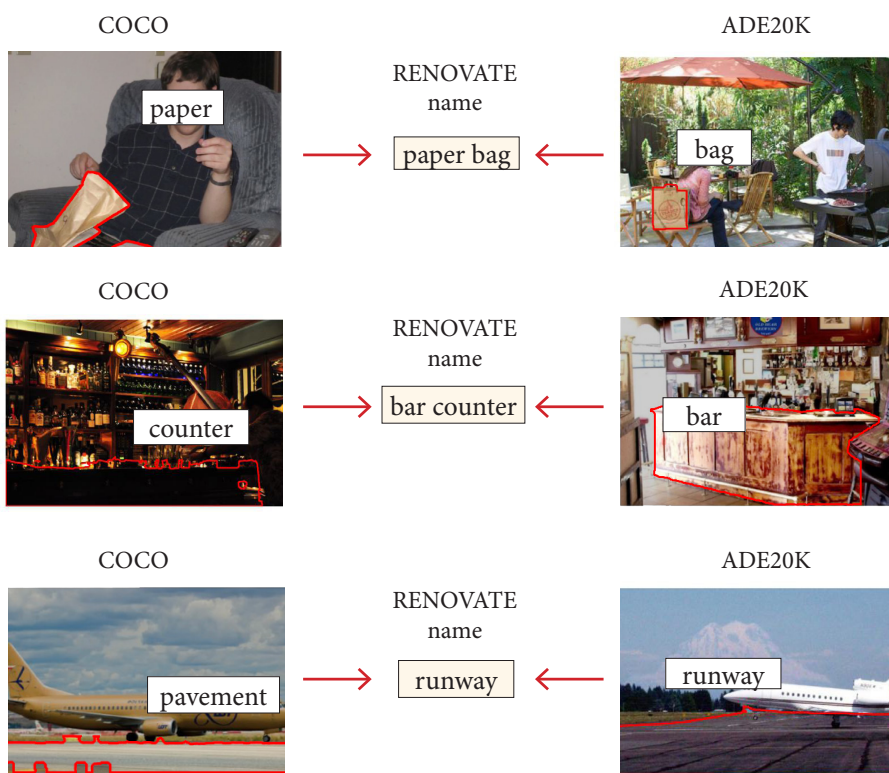 COCO
ADE20K
RENOVATE
name
paper
paper bag
bag
COCO
ADE20K
RENOVATE
name
counter
bar counter
bar
COCO
ADE20K
RENOVATE
name
pavement
runway
runway